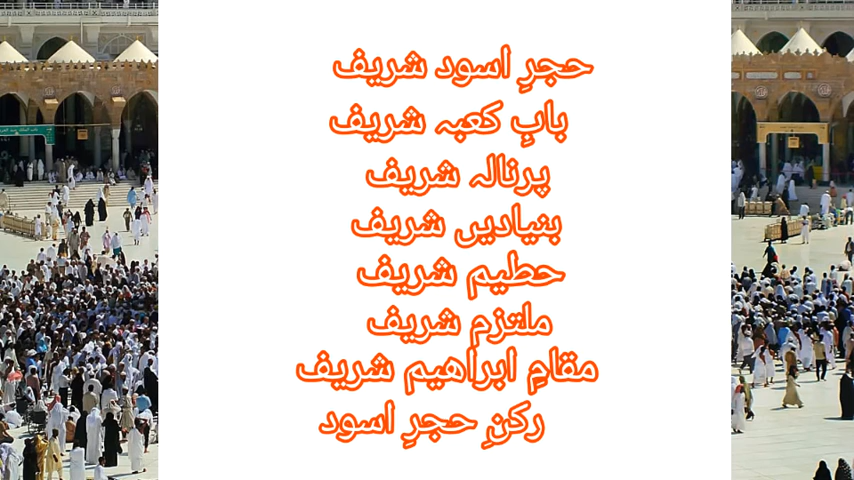 حجرِ اسود شریف
بابِ کعبہ شریف
پرنالہ شریف
بنیادیں شریف
حطیم شریف
ملتزم شریف
مقامِ ابراھیم شریف
رکنِ حجرِ اسود